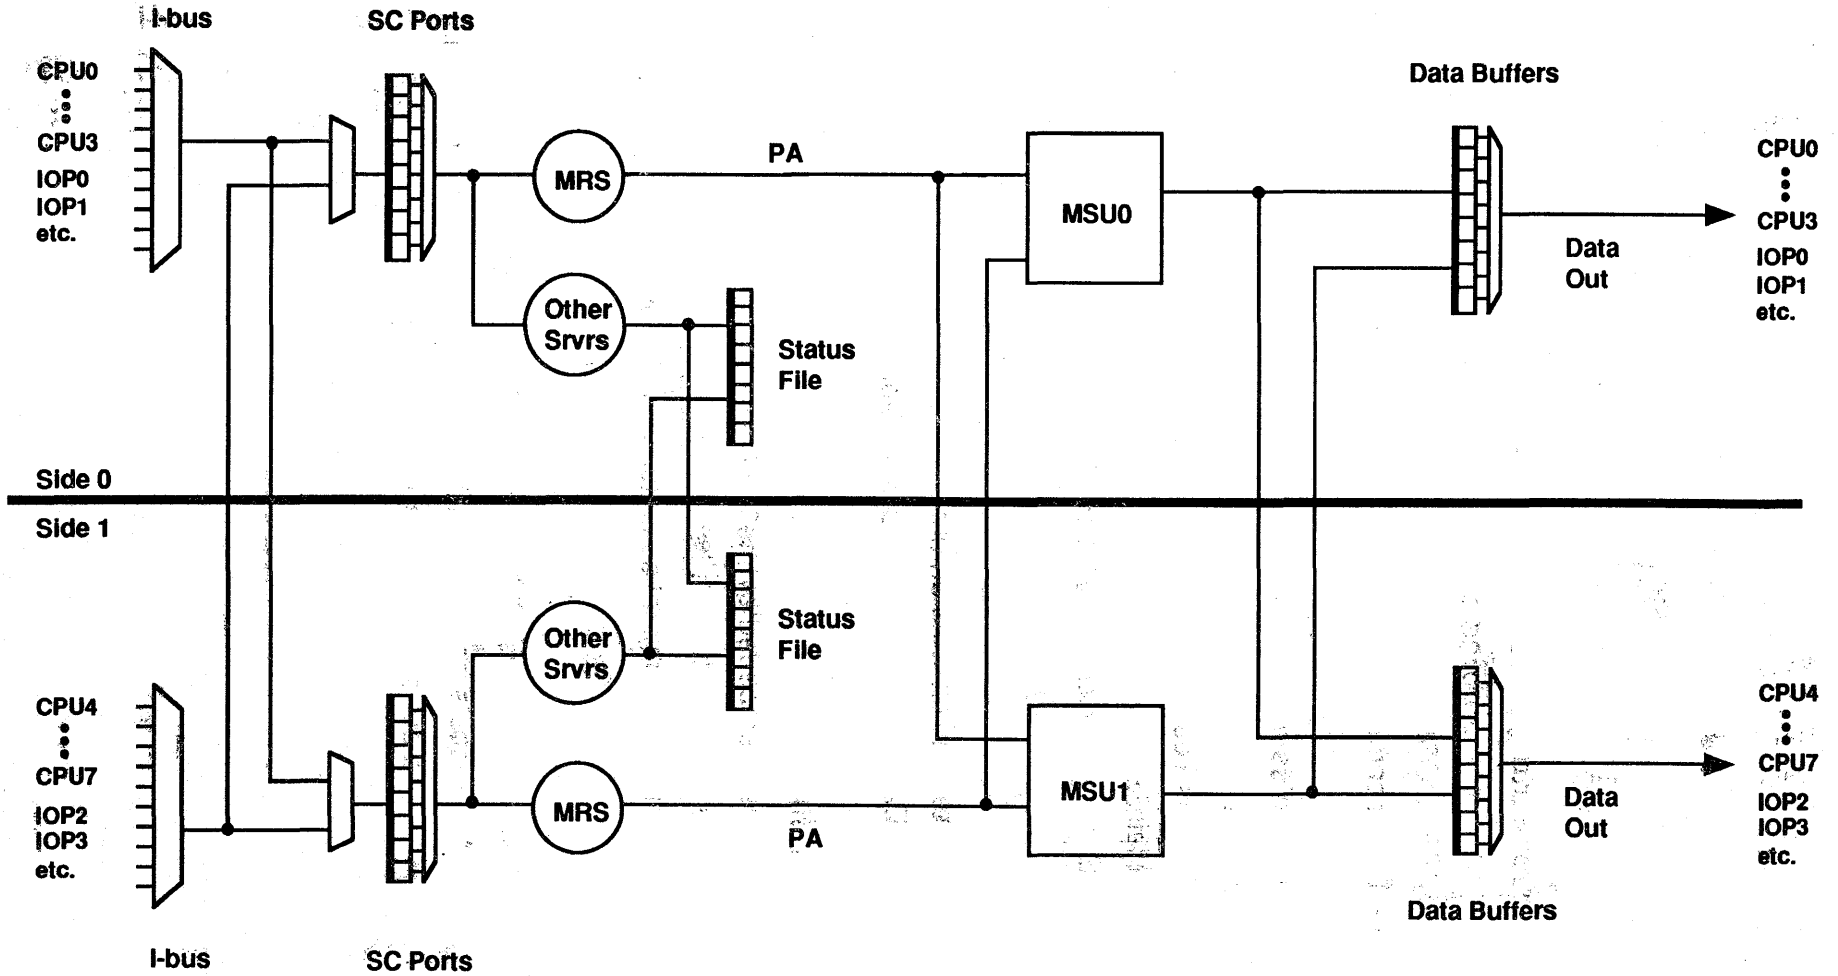 I-bus
SC Ports
CPU0
CPU3
IOP0
IOP1
etc.
MRS
PA
MSU0
Data Buffers
Data
Out
CPU0
CPU3
IOP0
IOP1
etc.
Other
Srvrs
Status
File
Side 0
Side 1
Other
Srvrs
Status
File
CPU4
CPU7
IOP2
IOP3
etc.
MRS
PA
MSU1
Data
Out
CPU4
CPU7
IOP2
IOP3
etc.
Data Buffers
I-bus
SC Ports